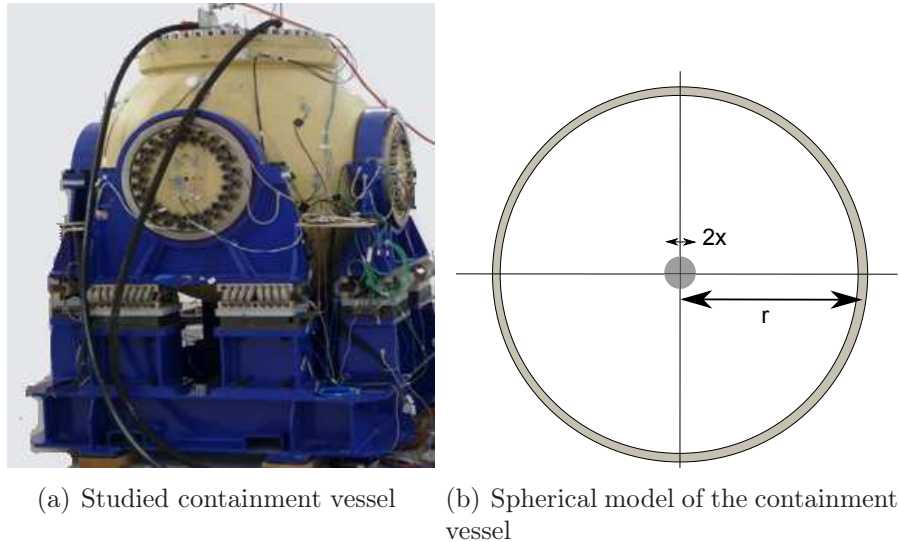 2x
r
(a) Studied containment vessel
(b) Spherical model of the containment
vessel